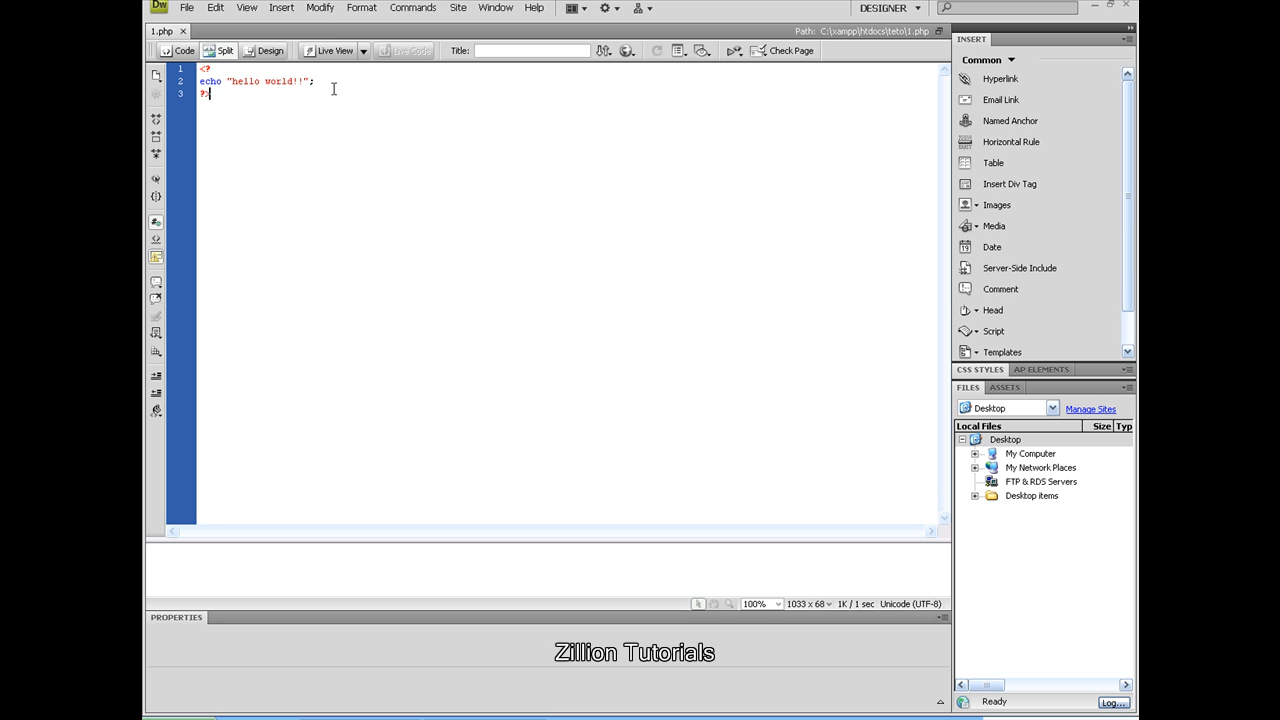 Dw File Edit View Insert Modify Format Commands Site Window Help DESIGNER
1.php Path: C:\xampp\htdocs\teto\1.php
Code Split Design Live View Live Code Title: Check Page
1 <?
2 echo "hello world!!";
3 ?>
INSERT
Common
Hyperlink
Email Link
Named Anchor
Horizontal Rule
Table
Insert Div Tag
Images
Media
Date
Server-Side Include
Comment
Head
Script
Templates
CSS STYLES AP ELEMENTS
FILES ASSETS
Desktop Manage Sites
Local Files Size Typ
Desktop
My Computer
My Network Places
FTP & RDS Servers
Desktop items
100% 1033 x 68 1K / 1 sec Unicode (UTF-8)
PROPERTIES
Zillion Tutorials
Ready Log...